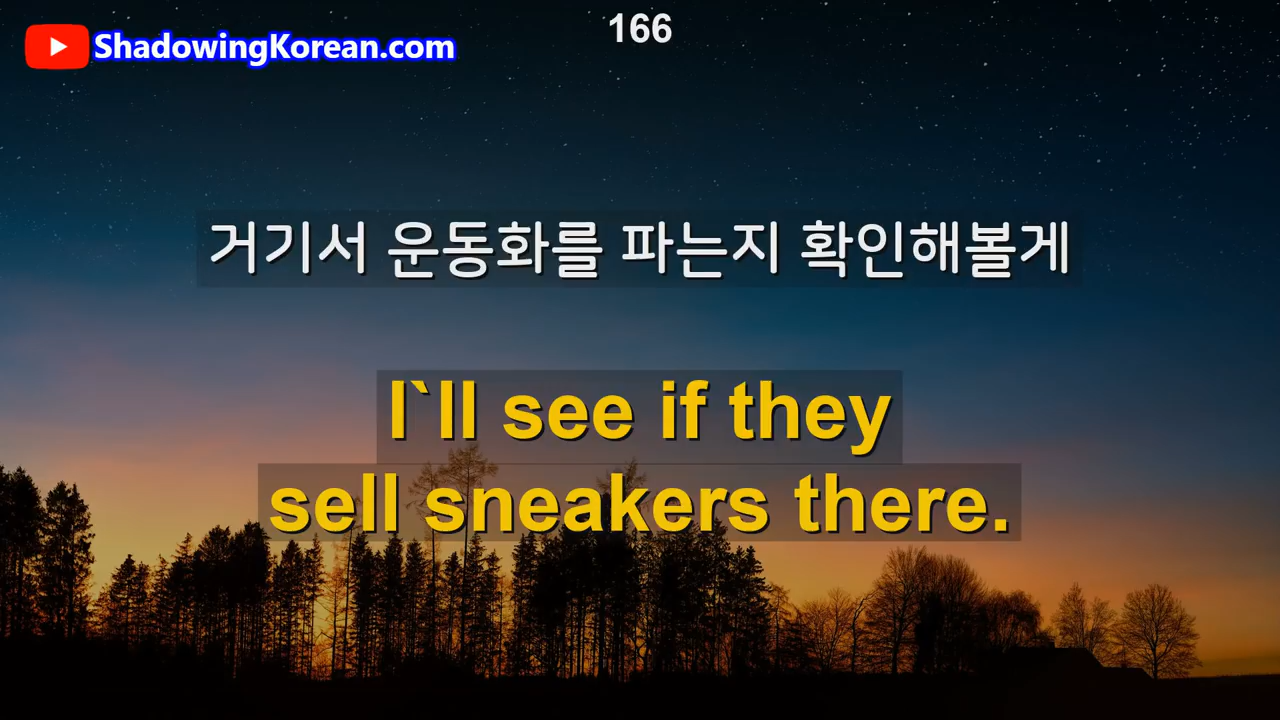 ShadowingKorean.com
166
거기서 운동화를 파는지 확인해볼게
I`ll see if they
sell sneakers there.